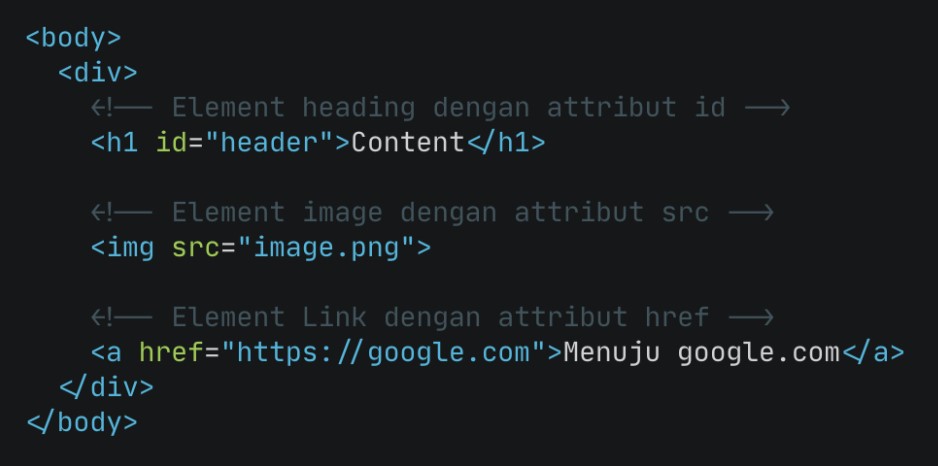 <body>
<div>
<!-- Element heading dengan attribut id -->
<h1 id="header">Content</h1>
<!-- Element image dengan attribut src -->
<img src="image.png">
<!-- Element Link dengan attribut href -->
<a href="https://google.com">Menuju google.com</a>
</div>
</body>